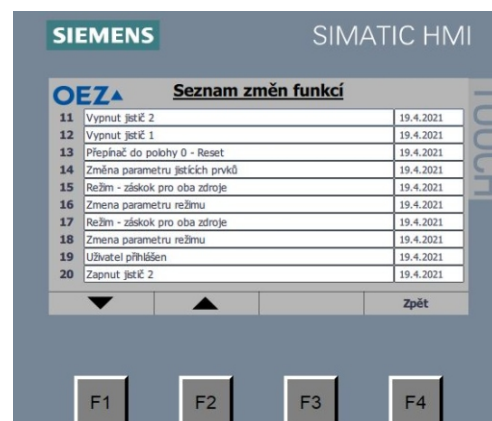 SIEMENS SIMATIC HMI
TOUCH
OEZ Seznam změn funkcí
11 Vypnut jistič 2 19.4.2021
12 Vypnut jistič 1 19.4.2021
13 Přepínač do polohy 0 - Reset 19.4.2021
14 Změna parametru jistících prvků 19.4.2021
15 Režim - záskok pro oba zdroje 19.4.2021
16 Zmena parametru režimu 19.4.2021
17 Režim - záskok pro oba zdroje 19.4.2021
18 Zmena parametru režimu 19.4.2021
19 Uživatel přihlášen 19.4.2021
20 Zapnut jistič 2 19.4.2021
Zpět
F1 F2 F3 F4